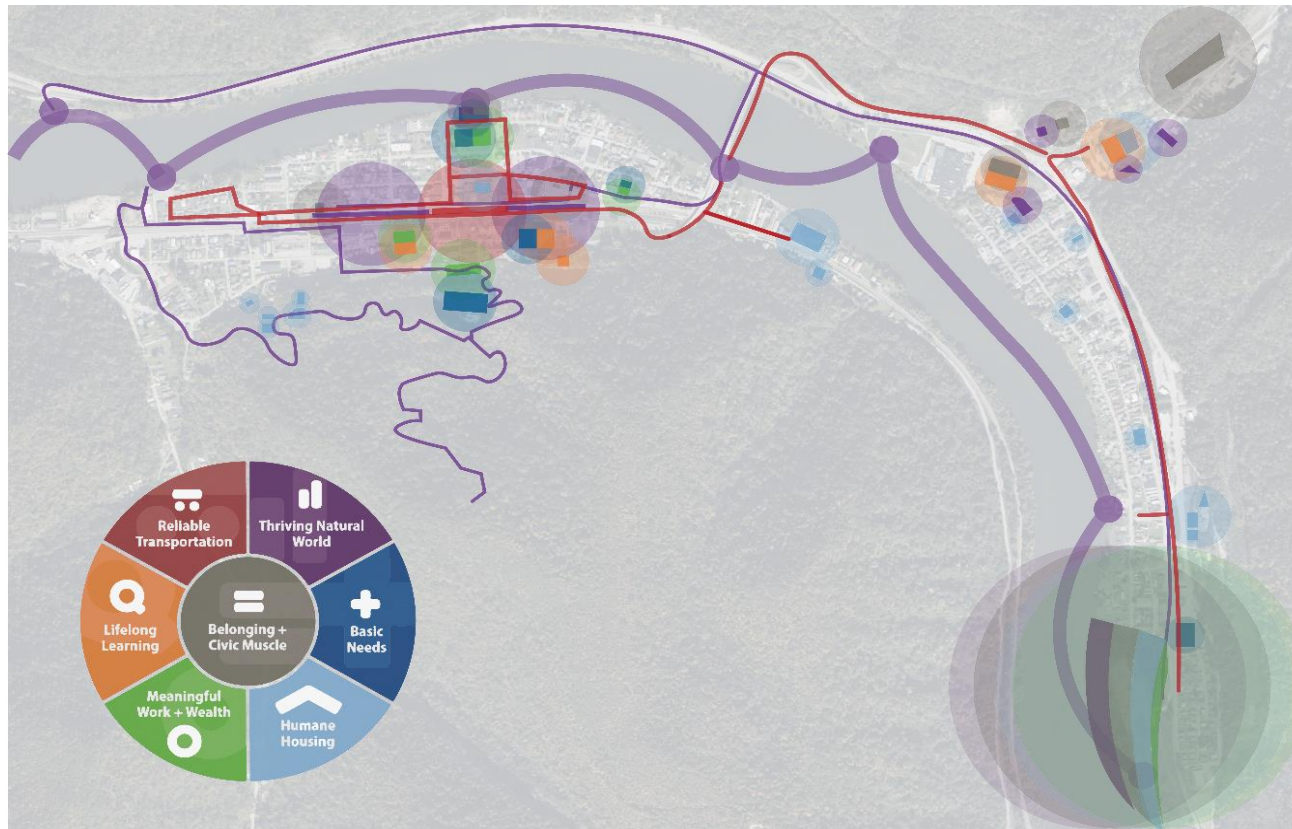 Reliable
Transportation
Thriving Natural
World
Lifelong
Learning
Belonging +
Civic Muscle
Basic
Needs
Meaningful
Work + Wealth
Humane
Housing